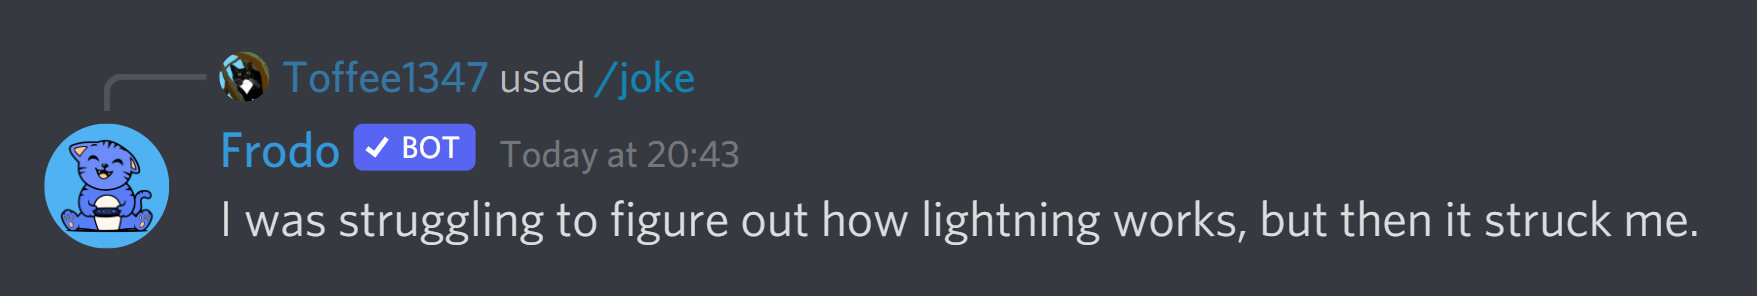 Toffee1347 used /joke
Frodo ✓ BOT Today at 20:43
I was struggling to figure out how lightning works, but then it struck me.